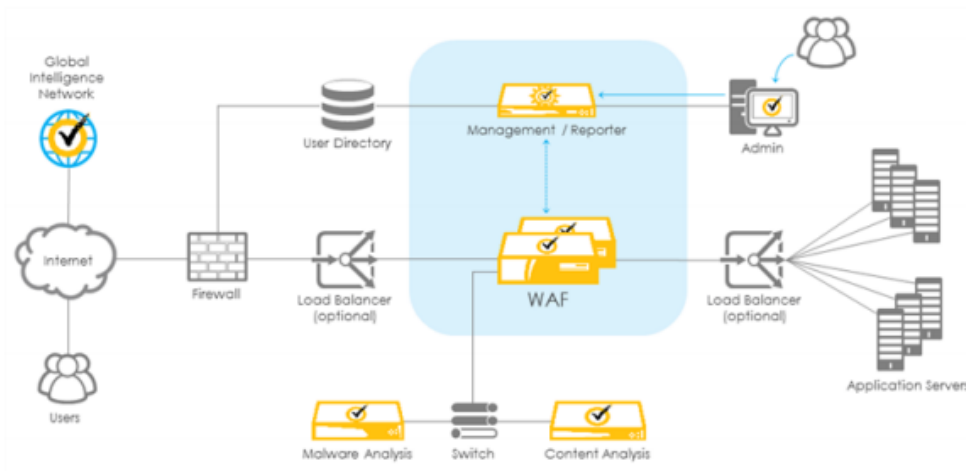 Global
Intelligence
Network
User Directory
Management / Reporter
Admin
Internet
Firewall
Load Balancer
(optional)
WAF
Load Balancer
(optional)
Application Servers
Users
Malware Analysis
Switch
Content Analysis